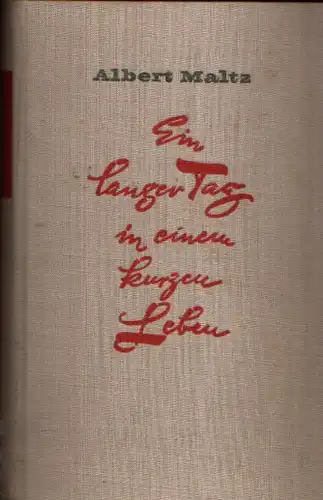 Albert Maltz
Ein
langer Tag
in einem
kurzen
Leben